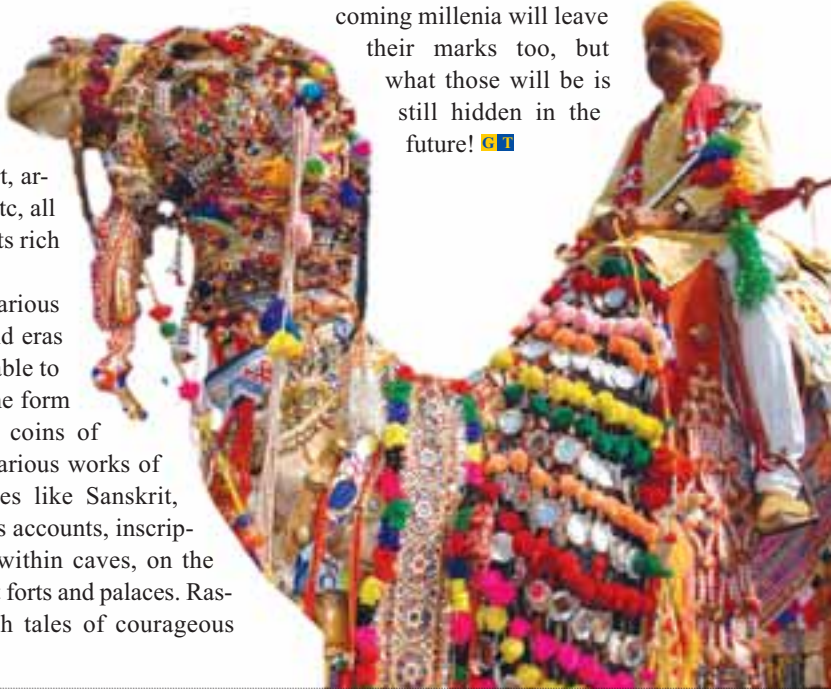 t, ar-
tc, all
ts rich
arious
d eras
able to
e form
coins of
arious works of
es like Sanskrit,
s accounts, inscrip-
within caves, on the
forts and palaces. Ras-
h tales of courageous
coming millenia will leave
their marks too, but
what those will be is
still hidden in the
future! GT